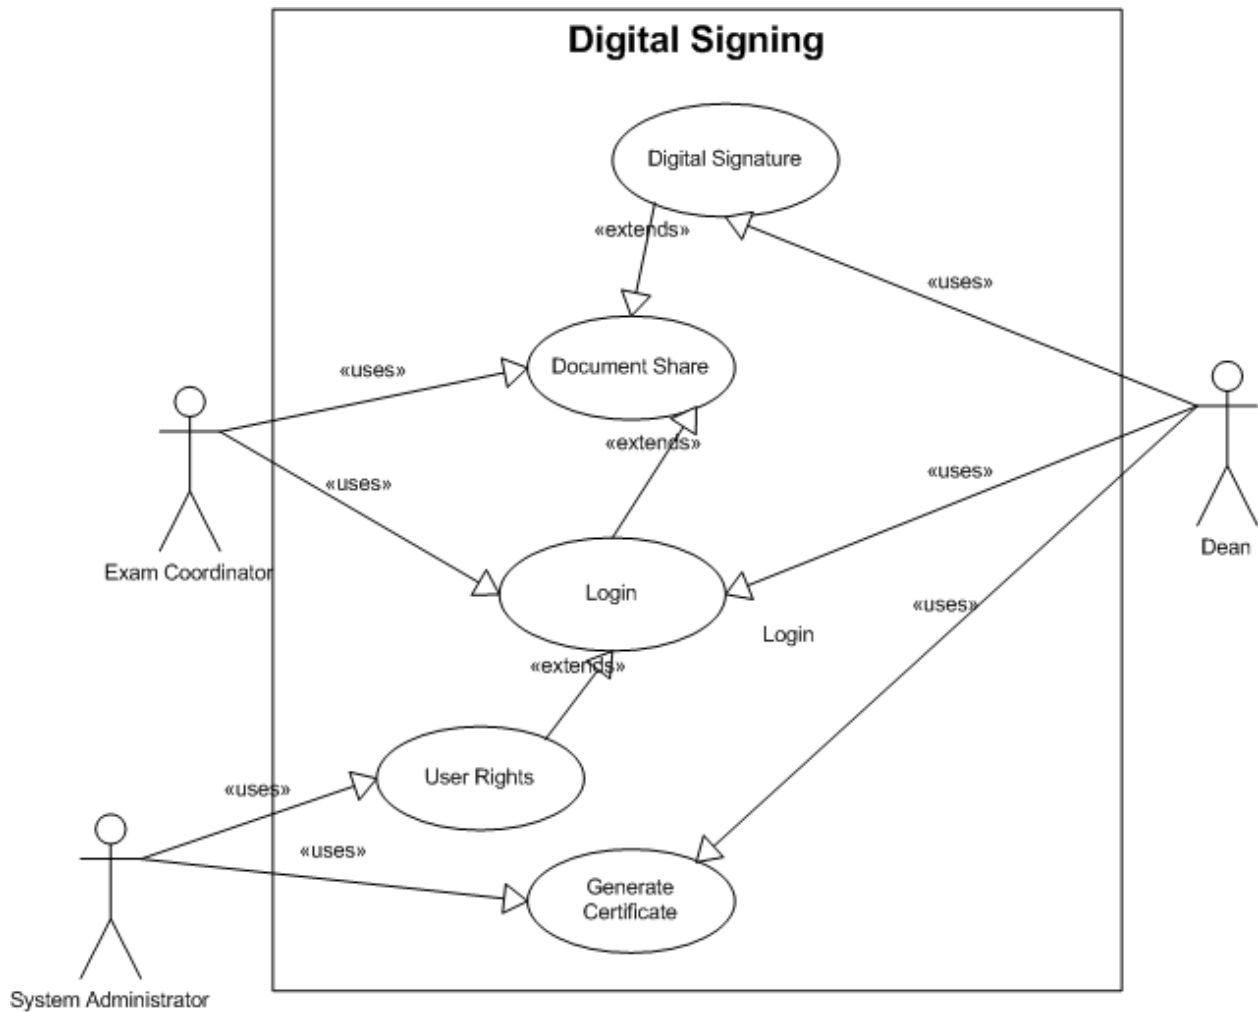 Digital Signing
Digital Signature
«extends»
«uses»
Document Share
«uses»
«extends»
«uses»
«uses»
Dean
Exam Coordinator
Login
«uses»
Login
«extends»
User Rights
«uses»
«uses»
Generate
Certificate
System Administrator